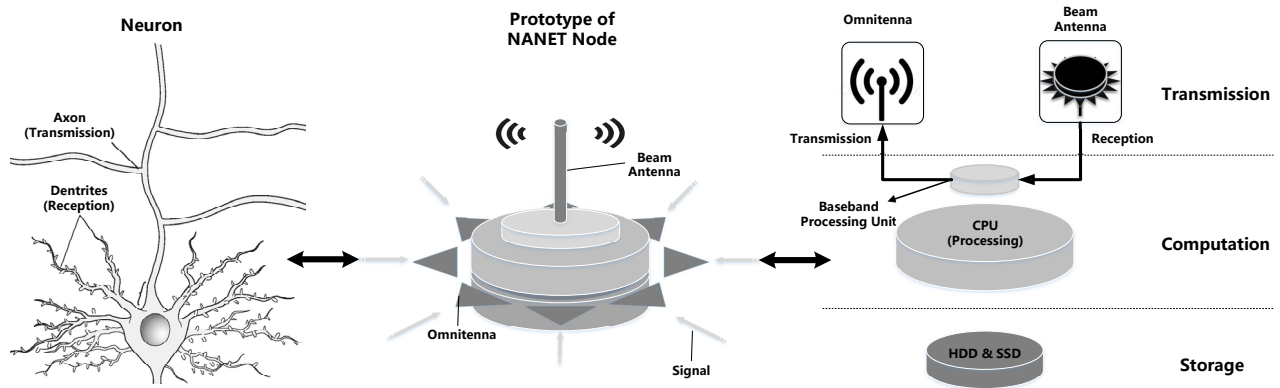 Neuron
Axon
(Transmission)
Dentrites
(Reception)
Prototype of
NANET Node
Beam
Antenna
Omnitenna
Signal
Omnitenna
Beam
Antenna
Transmission
Transmission
Reception
Baseband
Processing Unit
CPU
(Processing)
Computation
HDD & SSD
Storage